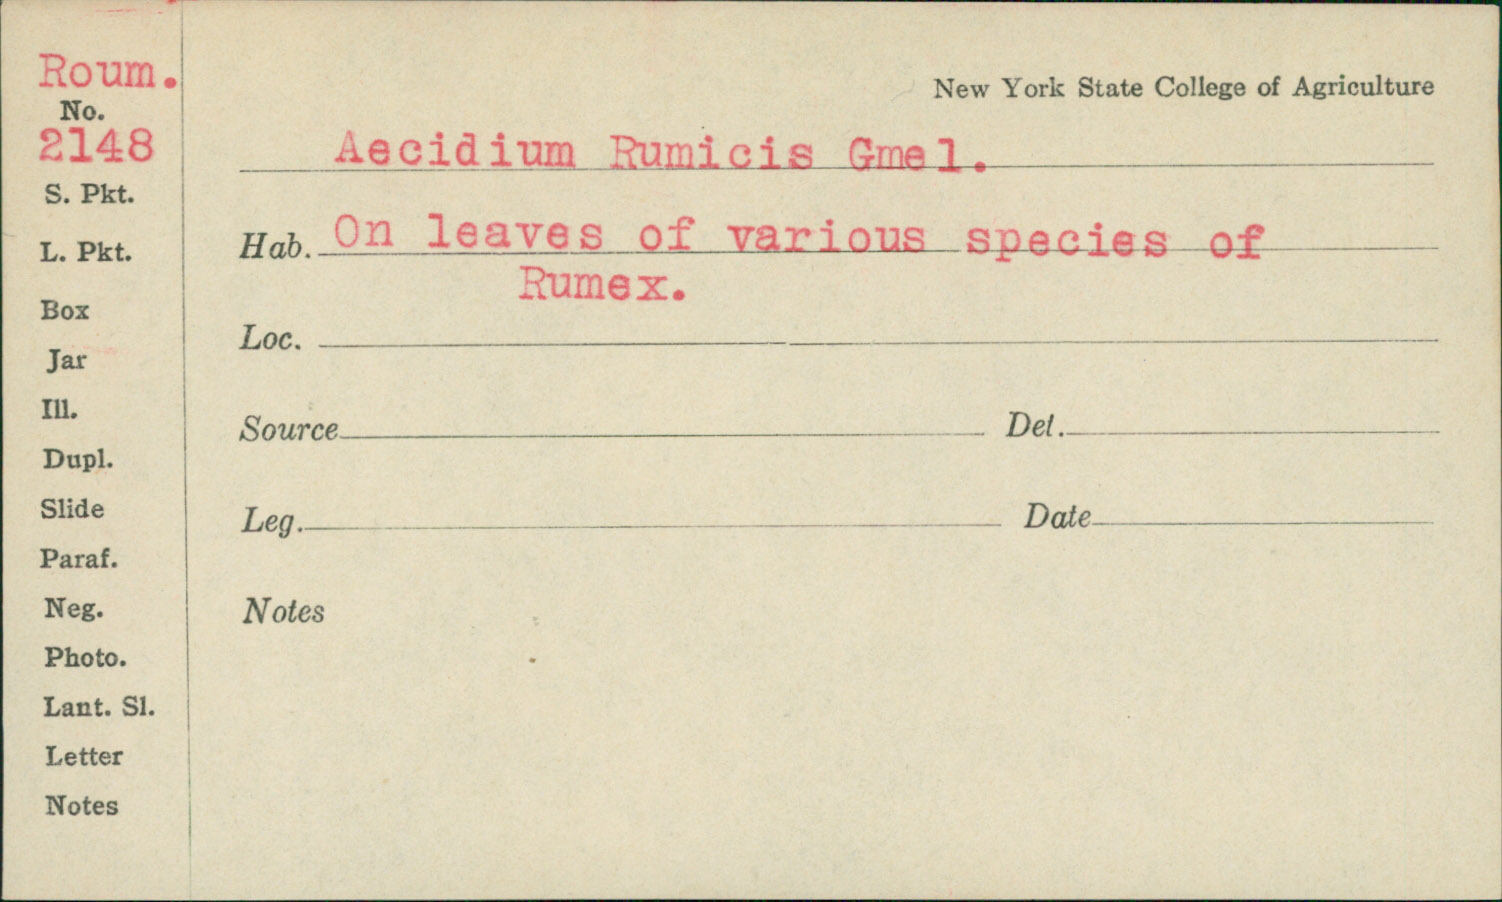 Roum.
No.
2148
S. Pkt.
L. Pkt.
Box
Jar
Ill.
Dupl.
Slide
Paraf.
Neg.
Photo.
Lant. Sl.
Letter
Notes
New York State College of Agriculture
Aecidium Rumicis Gmel.
Hab. On leaves of various species of
Rumex.
Loc.
Source Det.
Leg. Date
Notes